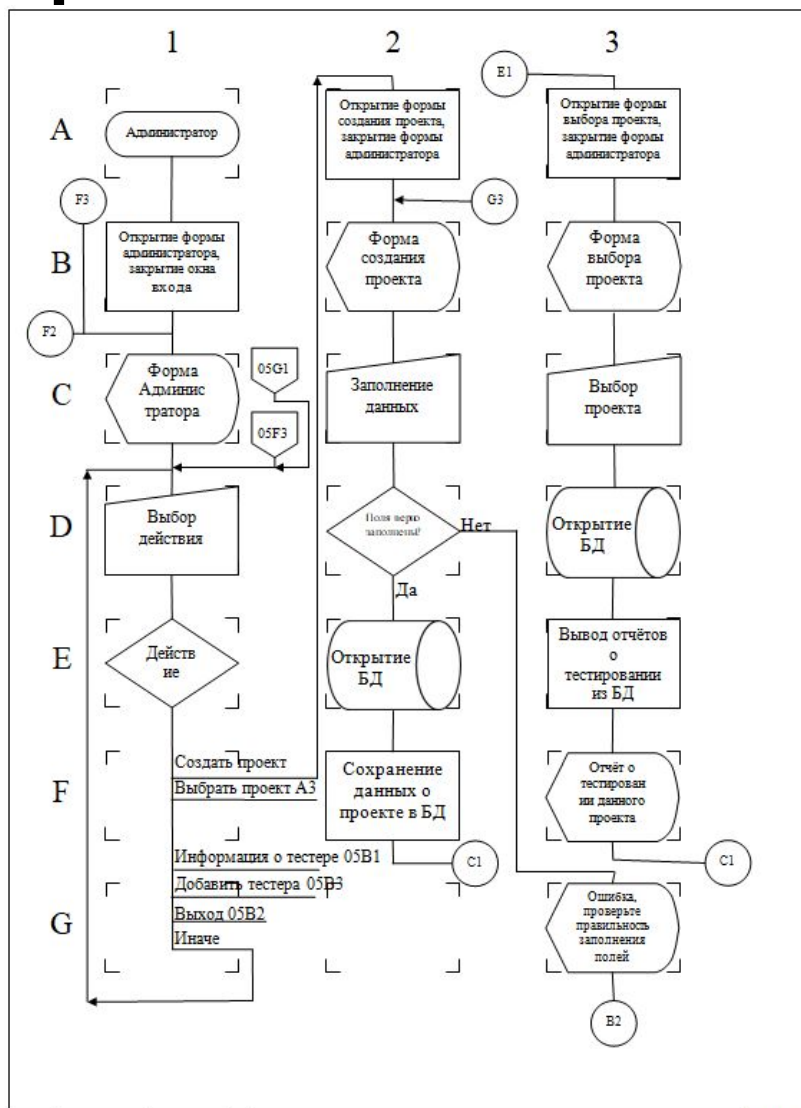 1
2
3
A
B
C
D
E
F
G
Администратор
F3
Открытие формы
администратора,
закрытие окна
входа
F2
Форма
Админис
тратора
05G1
05F3
Выбор
действия
Действ
ие
Создать проект
Выбрать проект А3
Информация о тестере 05В1
Добавить тестера 05В3
Выход 05В2
Иначе
Открытие формы
создания проекта,
закрытие формы
администратора
G3
Форма
создания
проекта
Заполнение
данных
Поля верно
заполнены?
Нет
Да
Открытие
БД
Сохранение
данных о
проекте в БД
C1
E1
Открытие формы
выбора проекта,
закрытие формы
администратора
Форма
выбора
проекта
Выбор
проекта
Открытие
БД
Вывод отчётов
о
тестировании
из БД
Отчёт о
тестирован
ии данного
проекта
C1
Ошибка,
проверьте
правильность
заполнения
полей
B2